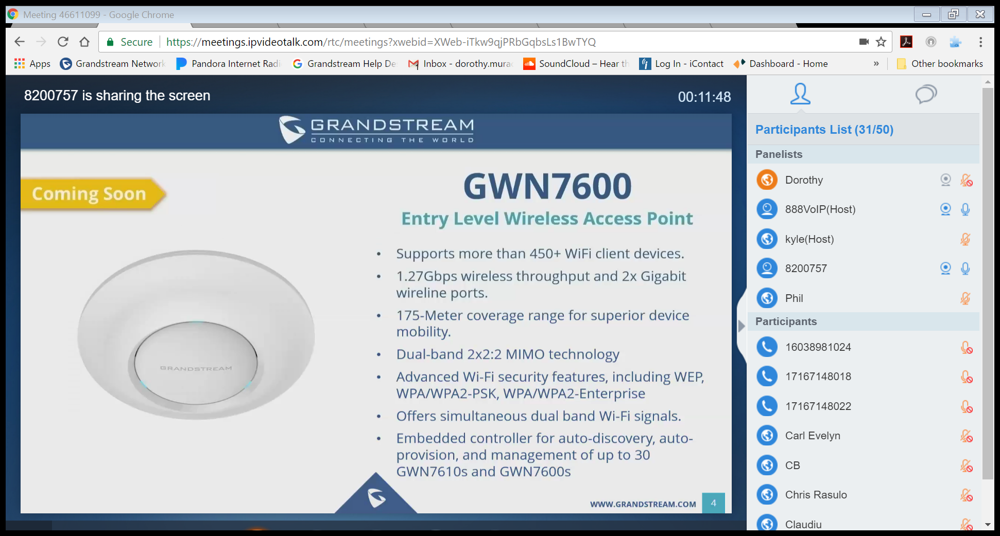 Meeting 46611099 - Google Chrome
Secure https://meetings.ipvideotalk.com/rtc/meetings?xwebid=XWeb-iTkw9qjPRbGqbsLs1BwTYQ
Apps Grandstream Network Pandora Internet Radi Grandstream Help De Inbox - dorothy.mura SoundCloud – Hear th Log In - iContact Dashboard - Home » Other bookmarks
8200757 is sharing the screen
00:11:48
GRANDSTREAM
CONNECTING THE WORLD
Coming Soon
GRANDSTREAM
GWN7600
Entry Level Wireless Access Point
• Supports more than 450+ WiFi client devices.
• 1.27Gbps wireless throughput and 2x Gigabit
wireline ports.
• 175-Meter coverage range for superior device
mobility.
• Dual-band 2x2:2 MIMO technology
• Advanced Wi-Fi security features, including WEP,
WPA/WPA2-PSK, WPA/WPA2-Enterprise
• Offers simultaneous dual band Wi-Fi signals.
• Embedded controller for auto-discovery, auto-
provision, and management of up to 30
GWN7610s and GWN7600s
WWW.GRANDSTREAM.COM 4
Participants List (31/50)
Panelists
Dorothy
888VoIP(Host)
kyle(Host)
8200757
Phil
Participants
16038981024
17167148018
17167148022
Carl Evelyn
CB
Chris Rasulo
Claudiu